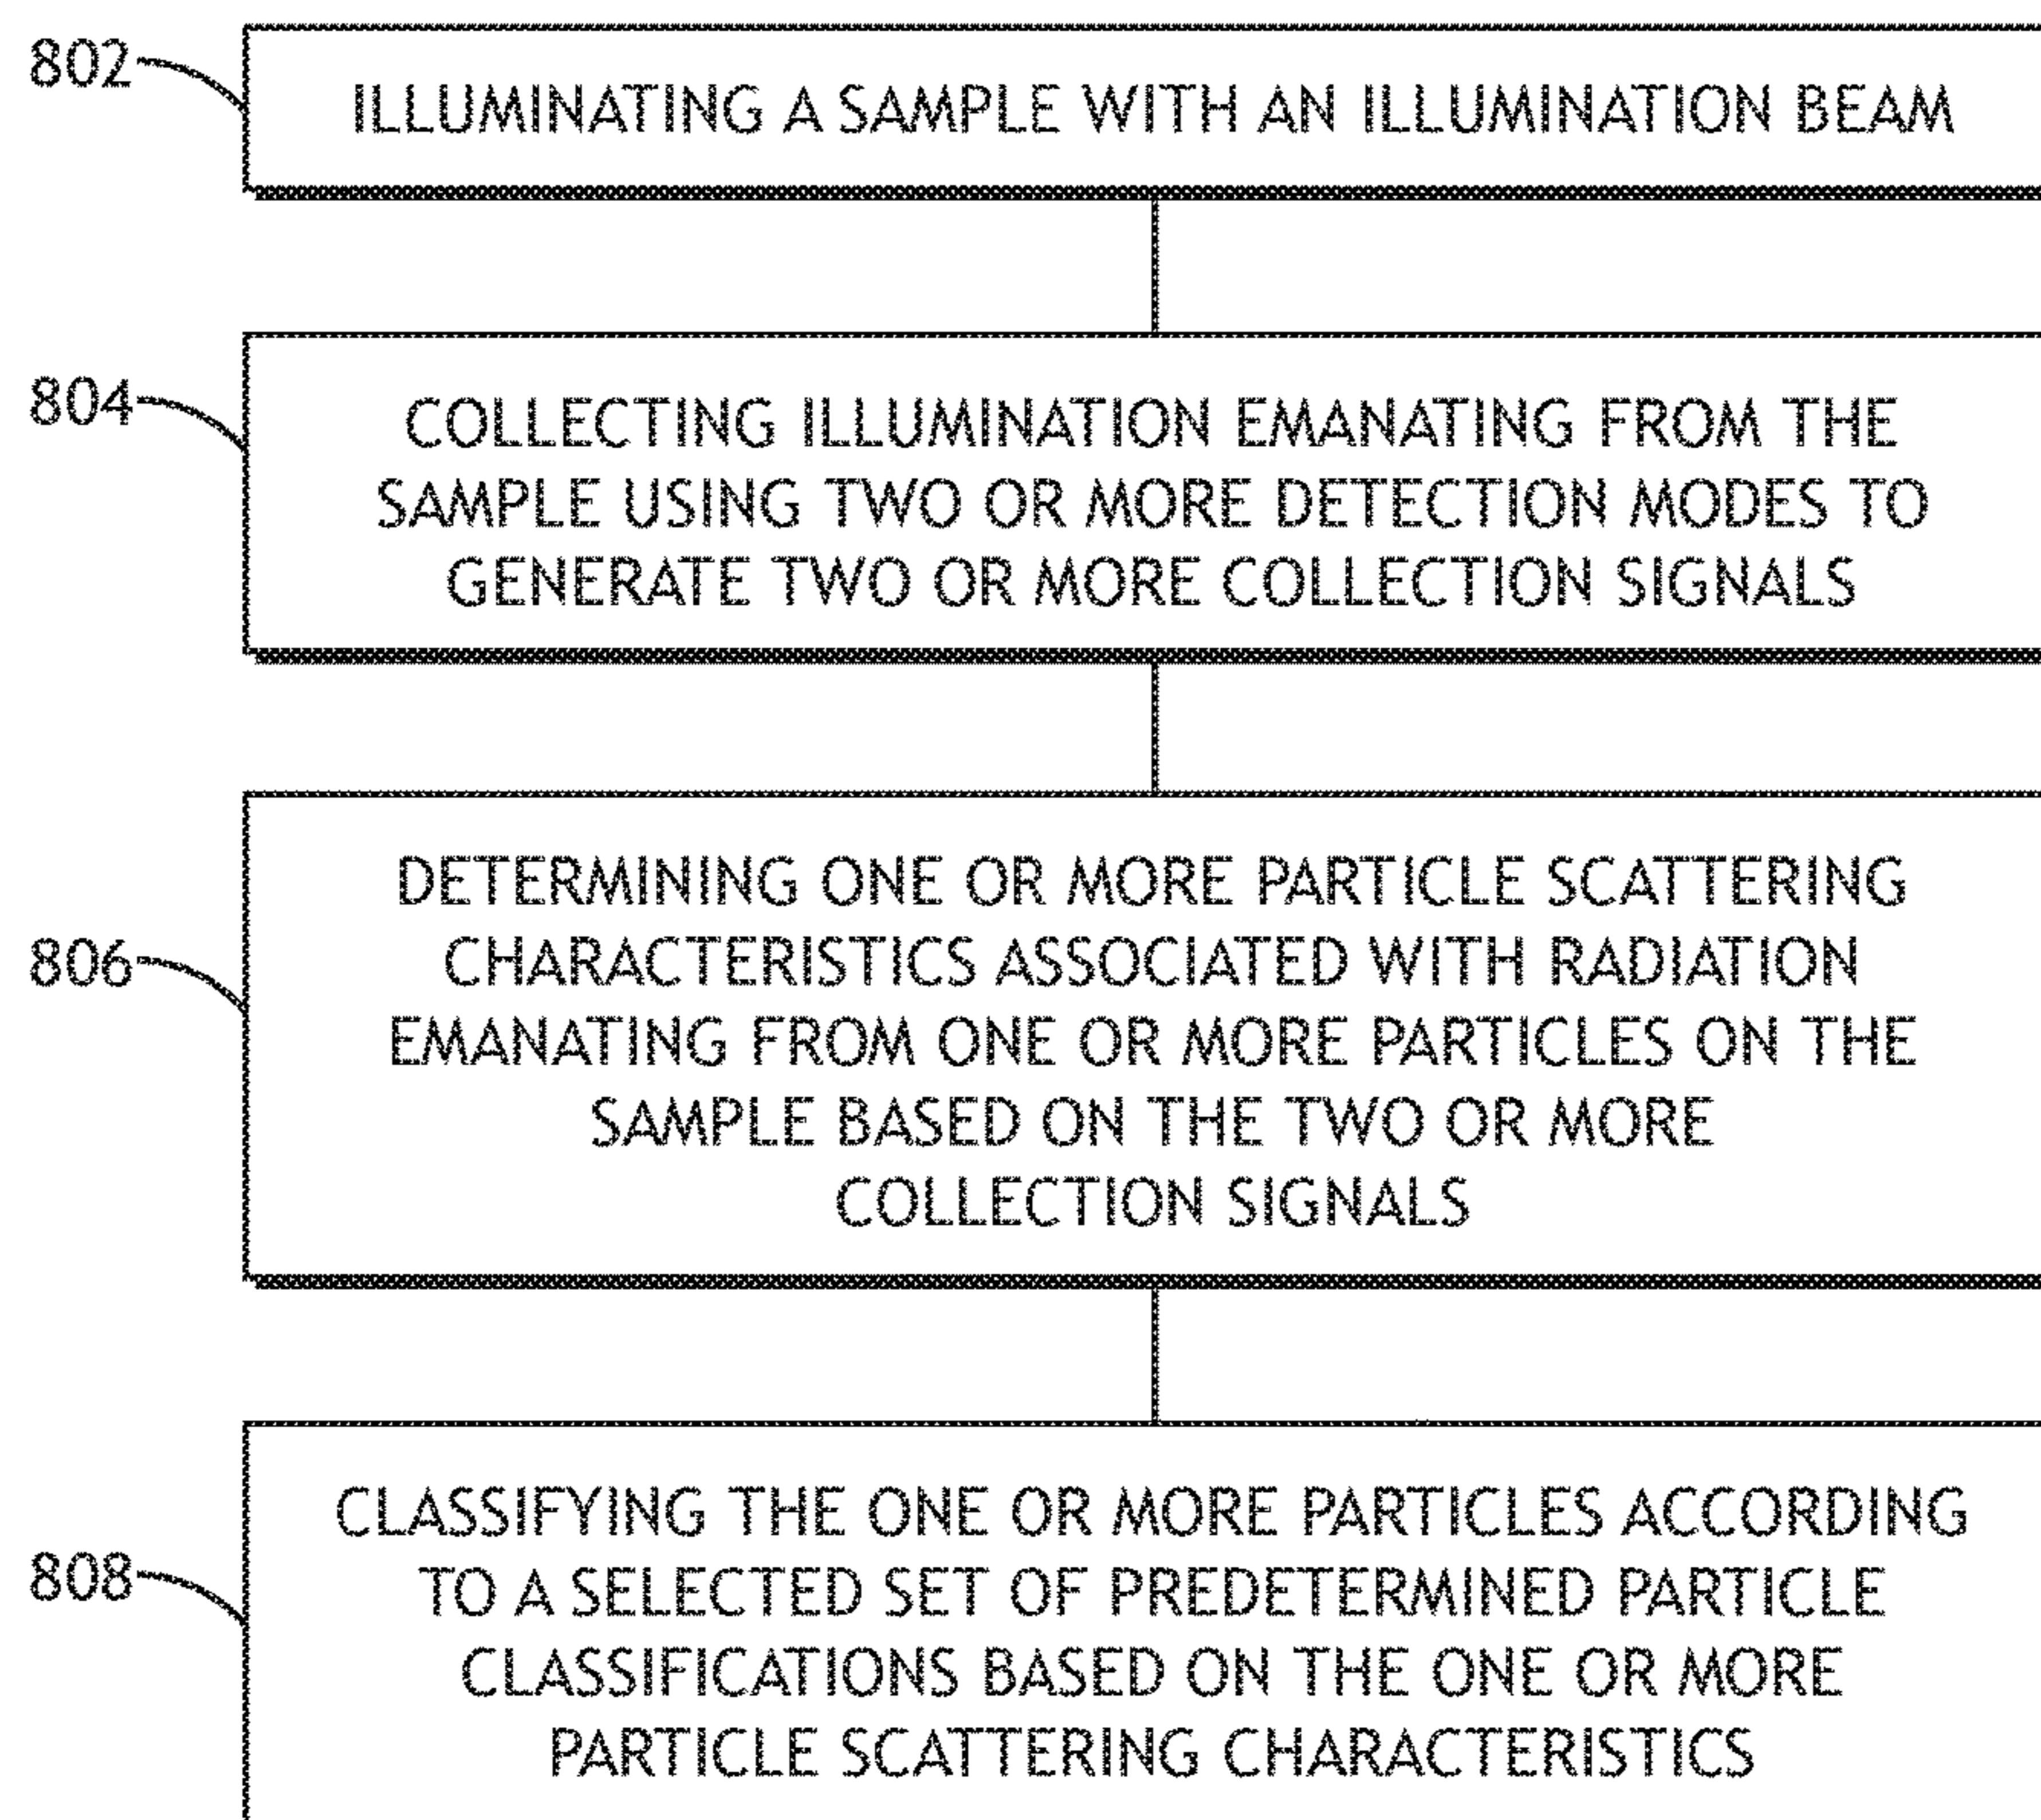 802
ILLUMINATING A SAMPLE WITH AN ILLUMINATION BEAM
804
COLLECTING ILLUMINATION EMANATING FROM THE
SAMPLE USING TWO OR MORE DETECTION MODES TO
GENERATE TWO OR MORE COLLECTION SIGNALS
806
DETERMINING ONE OR MORE PARTICLE SCATTERING
CHARACTERISTICS ASSOCIATED WITH RADIATION
EMANATING FROM ONE OR MORE PARTICLES ON THE
SAMPLE BASED ON THE TWO OR MORE
COLLECTION SIGNALS
808
CLASSIFYING THE ONE OR MORE PARTICLES ACCORDING
TO A SELECTED SET OF PREDETERMINED PARTICLE
CLASSIFICATIONS BASED ON THE ONE OR MORE
PARTICLE SCATTERING CHARACTERISTICS